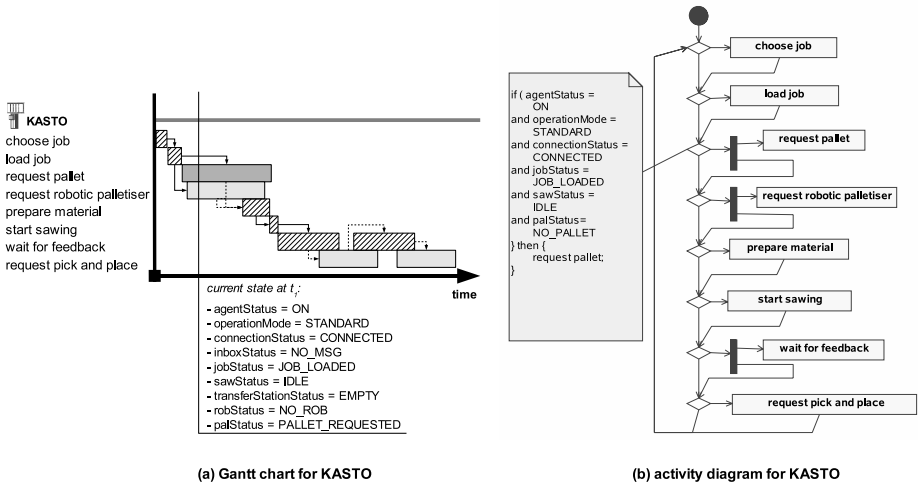 KASTO
choose job
load job
request pallet
request robotic palletiser
prepare material
start sawing
wait for feedback
request pick and place
time
current state at t1:
- agentStatus = ON
- operationMode = STANDARD
- connectionStatus = CONNECTED
- inboxStatus = NO_MSG
- jobStatus = JOB_LOADED
- sawStatus = IDLE
- transferStationStatus = EMPTY
- robStatus = NO_ROB
- palStatus = PALLET_REQUESTED
(a) Gantt chart for KASTO
if ( agentStatus =
ON
and operationMode =
STANDARD
and connectionStatus =
CONNECTED
and jobStatus =
JOB_LOADED
and sawStatus =
IDLE
and palStatus=
NO_PALLET
} then {
request pallet;
}
choose job
load job
request pallet
request robotic palletiser
prepare material
start sawing
wait for feedback
request pick and place
(b) activity diagram for KASTO